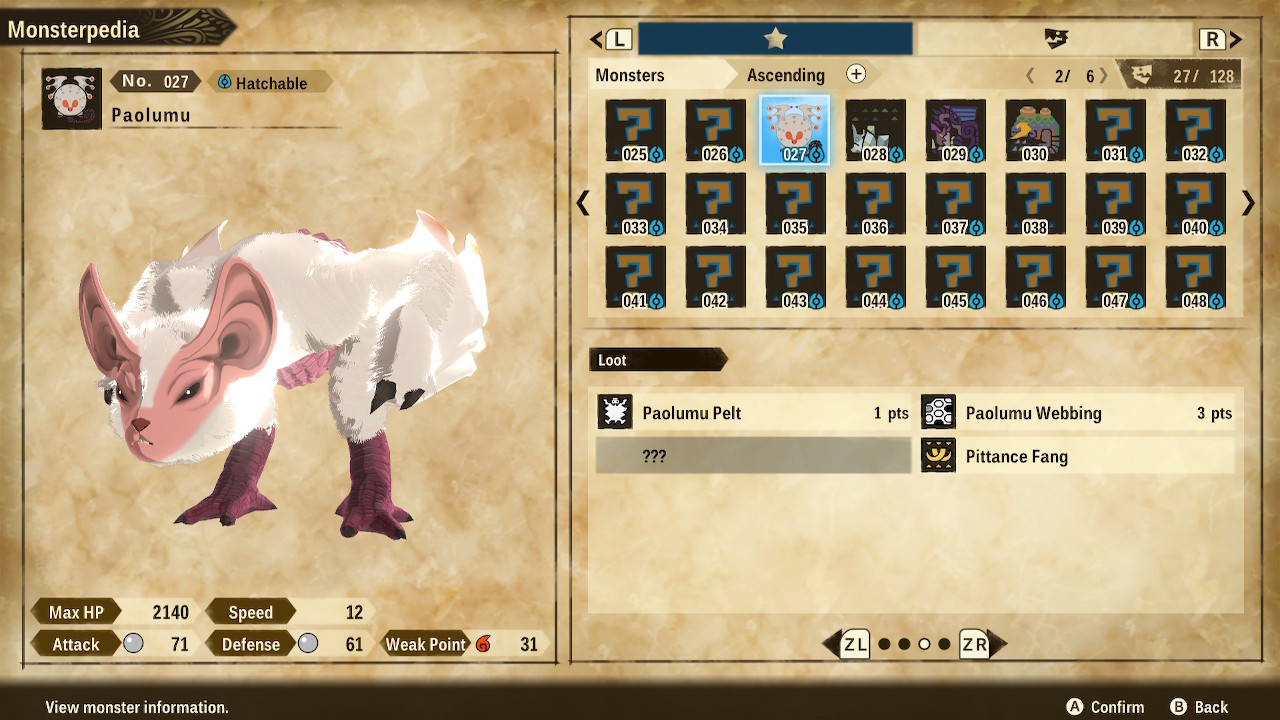 Monsterpedia
No. 027
Hatchable
Paolumu
Max HP 2140
Speed 12
Attack 71
Defense 61
Weak Point 31
L
R
Monsters
Ascending
2/ 6
27/ 128
025 026 027 028 029 030 031 032
033 034 035 036 037 038 039 040
041 042 043 044 045 046 047 048
Loot
Paolumu Pelt 1 pts
Paolumu Webbing 3 pts
???
Pittance Fang
ZL
ZR
View monster information.
A Confirm
B Back